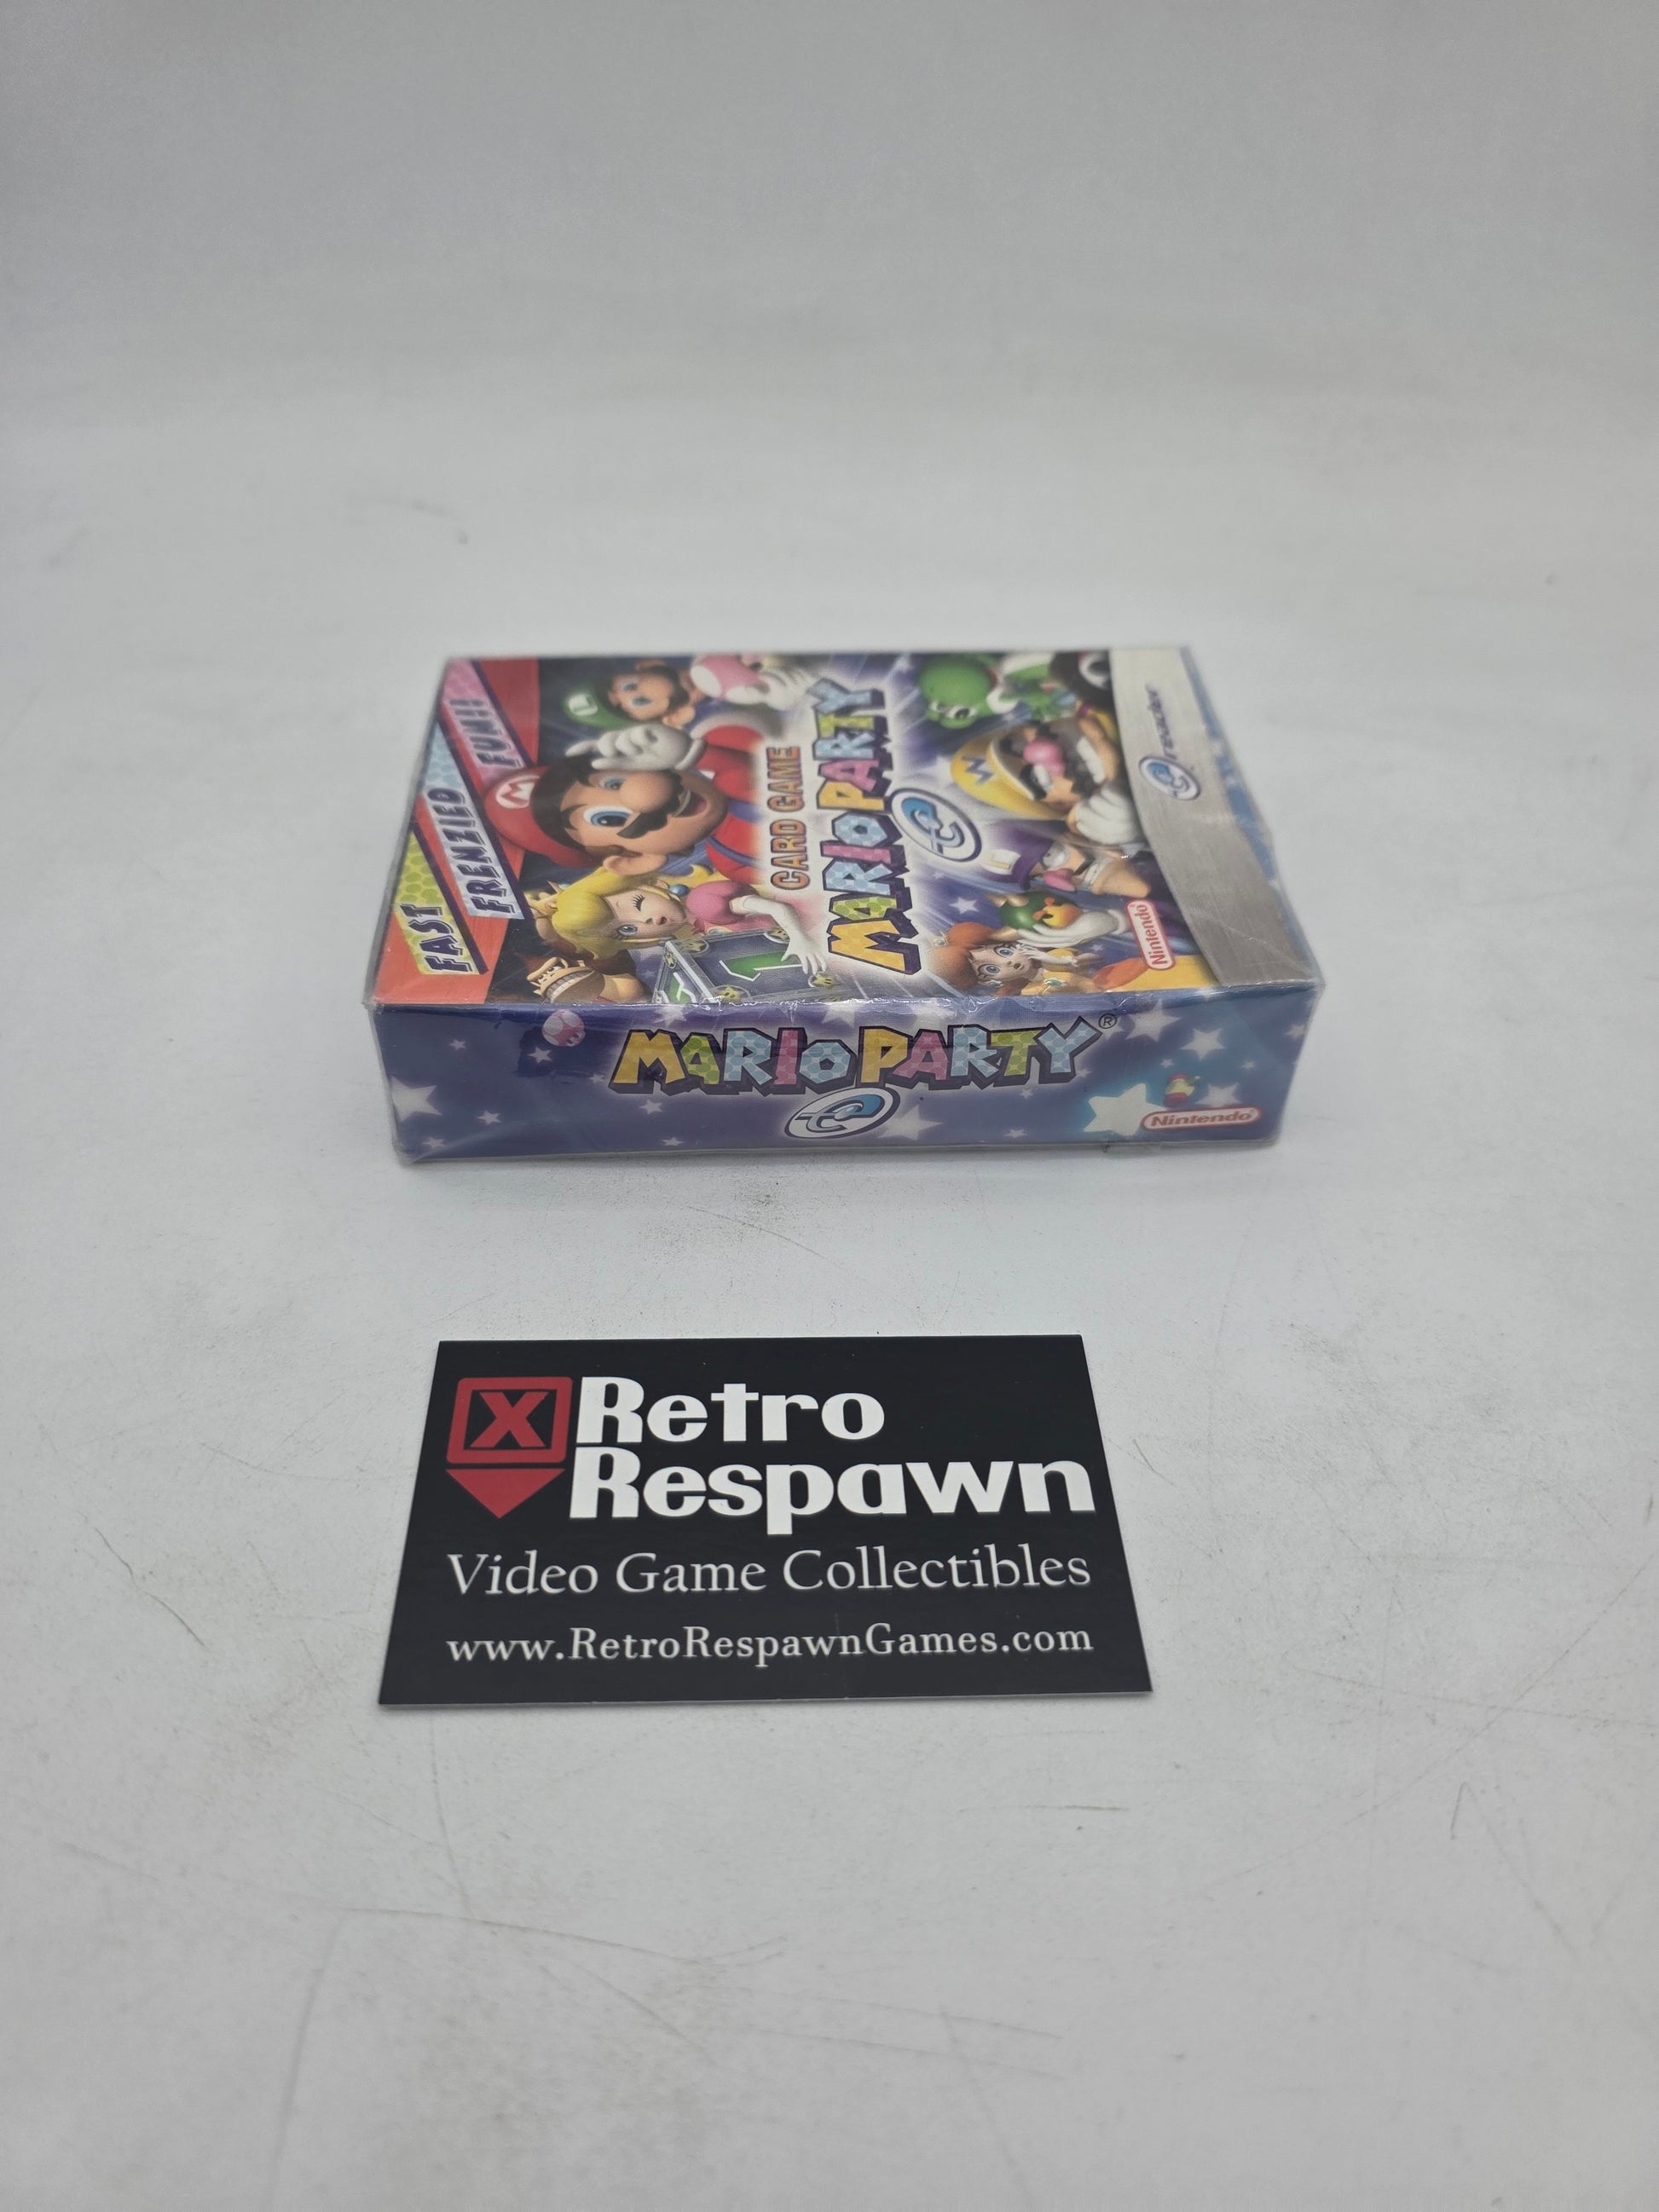 FAST
FRENZIED
FUN!!
CARD GAME
MARIO PARTY
e
e reader
Nintendo
MARIO PARTY®
e
Nintendo
X Retro
Respawn
Video Game Collectibles
www.RetroRespawnGames.com